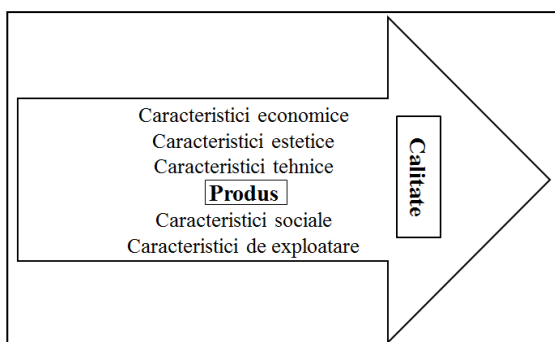 Caracteristici economice
Caracteristici estetice
Caracteristici tehnice
Produs
Caracteristici sociale
Caracteristici de exploatare
Calitate